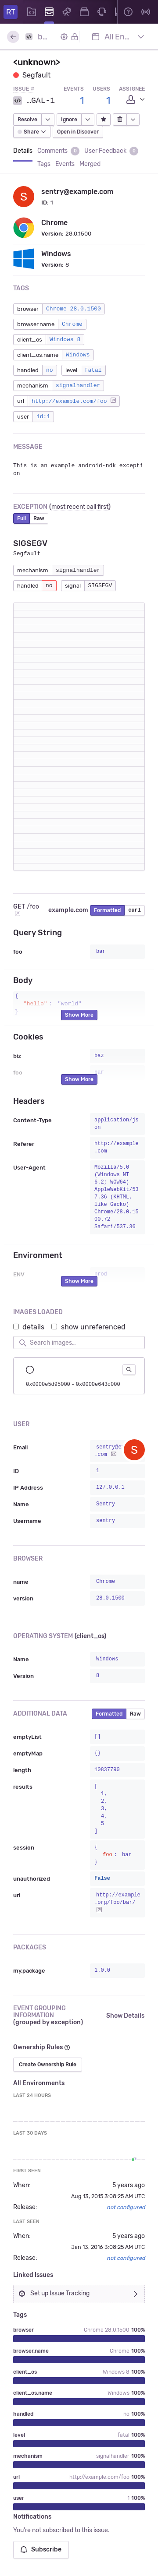 RT
b...
All En...
<unknown>
Segfault
ISSUE # EVENTS USERS ASSIGNEE
...GAL-1 1 1
Resolve Ignore
Share Open in Discover
Details Comments 0 User Feedback 0
Tags Events Merged
S sentry@example.com
ID: 1
Chrome
Version: 28.0.1500
Windows
Version: 8
TAGS
browser Chrome 28.0.1500
browser.name Chrome
client_os Windows 8
client_os.name Windows
handled no level fatal
mechanism signalhandler
url http://example.com/foo
user id:1
MESSAGE
This is an example android-ndk excepti
on
EXCEPTION (most recent call first)
Full Raw
SIGSEGV
Segfault
mechanism signalhandler
handled no signal SIGSEGV
GET /foo example.com Formatted curl
Query String
foo bar
Body
{
"hello": "world"
}
Show More
Cookies
biz baz
foo bar
Show More
Headers
Content-Type application/js
on
Referer http://example
.com
User-Agent Mozilla/5.0
(Windows NT
6.2; WOW64)
AppleWebKit/53
7.36 (KHTML,
like Gecko)
Chrome/28.0.15
00.72
Safari/537.36
Environment
ENV prod
Show More
IMAGES LOADED
details show unreferenced
Search images...
USER
Email sentry@e
.com
S
ID 1
IP Address 127.0.0.1
Name Sentry
Username sentry
BROWSER
name Chrome
version 28.0.1500
OPERATING SYSTEM (client_os)
Name Windows
Version 8
ADDITIONAL DATA Formatted Raw
emptyList []
emptyMap {}
length 10837790
results [
1,
2,
3,
4,
5
]
session {
foo: bar
}
unauthorized False
url http://example
.org/foo/bar/
PACKAGES
my.package 1.0.0
EVENT GROUPING
INFORMATION
(grouped by exception)
Show Details
Ownership Rules
Create Ownership Rule
All Environments
LAST 24 HOURS
LAST 30 DAYS
FIRST SEEN
When: 5 years ago
Aug 13, 2015 3:08:25 AM UTC
Release: not configured
LAST SEEN
When: 5 years ago
Jan 13, 2016 3:08:25 AM UTC
Release: not configured
Linked Issues
Set up Issue Tracking
Tags
browser Chrome 28.0.1500 100%
browser.name Chrome 100%
client_os Windows 8 100%
client_os.name Windows 100%
handled no 100%
level fatal 100%
mechanism signalhandler 100%
url http://example.com/foo 100%
user 1 100%
Notifications
You're not subscribed to this issue.
Subscribe